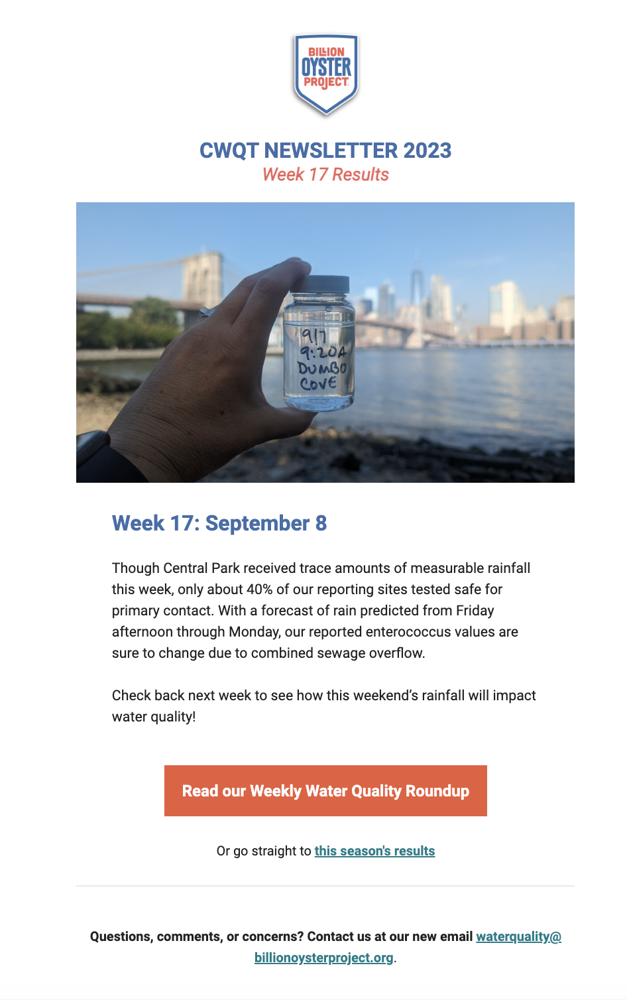 BILLION
OYSTER
PROJECT
CWQT NEWSLETTER 2023
Week 17 Results
9/7
9:20A
DUMBO
COVE
Week 17: September 8
Though Central Park received trace amounts of measurable rainfall
this week, only about 40% of our reporting sites tested safe for
primary contact. With a forecast of rain predicted from Friday
afternoon through Monday, our reported enterococcus values are
sure to change due to combined sewage overflow.
Check back next week to see how this weekend’s rainfall will impact
water quality!
Read our Weekly Water Quality Roundup
Or go straight to this season's results
Questions, comments, or concerns? Contact us at our new email waterquality@
billionoysterproject.org.